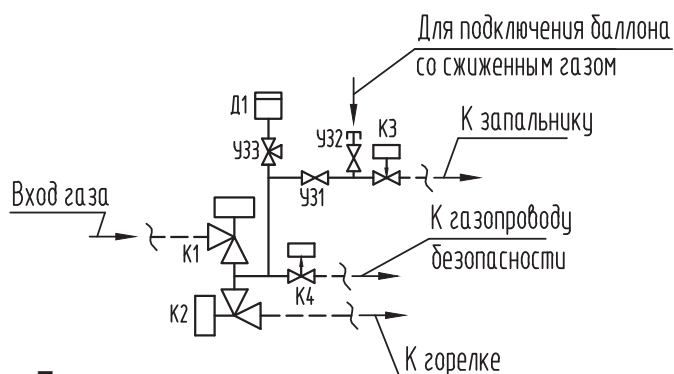 Для подключения баллона
со сжиженным газом
Д1
УЗ3
УЗ2
К3
К запальнику
УЗ1
Вход газа
К1
К газопроводу
безопасности
К4
К2
К горелке